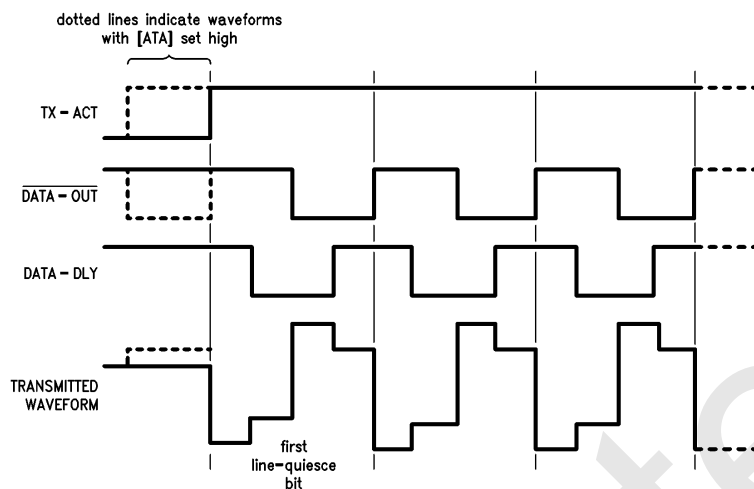 dotted lines indicate waveforms
with [ATA] set high
TX-ACT
DATA-OUT
DATA-DLY
TRANSMITTED
WAVEFORM
first
line-quiesce
bit